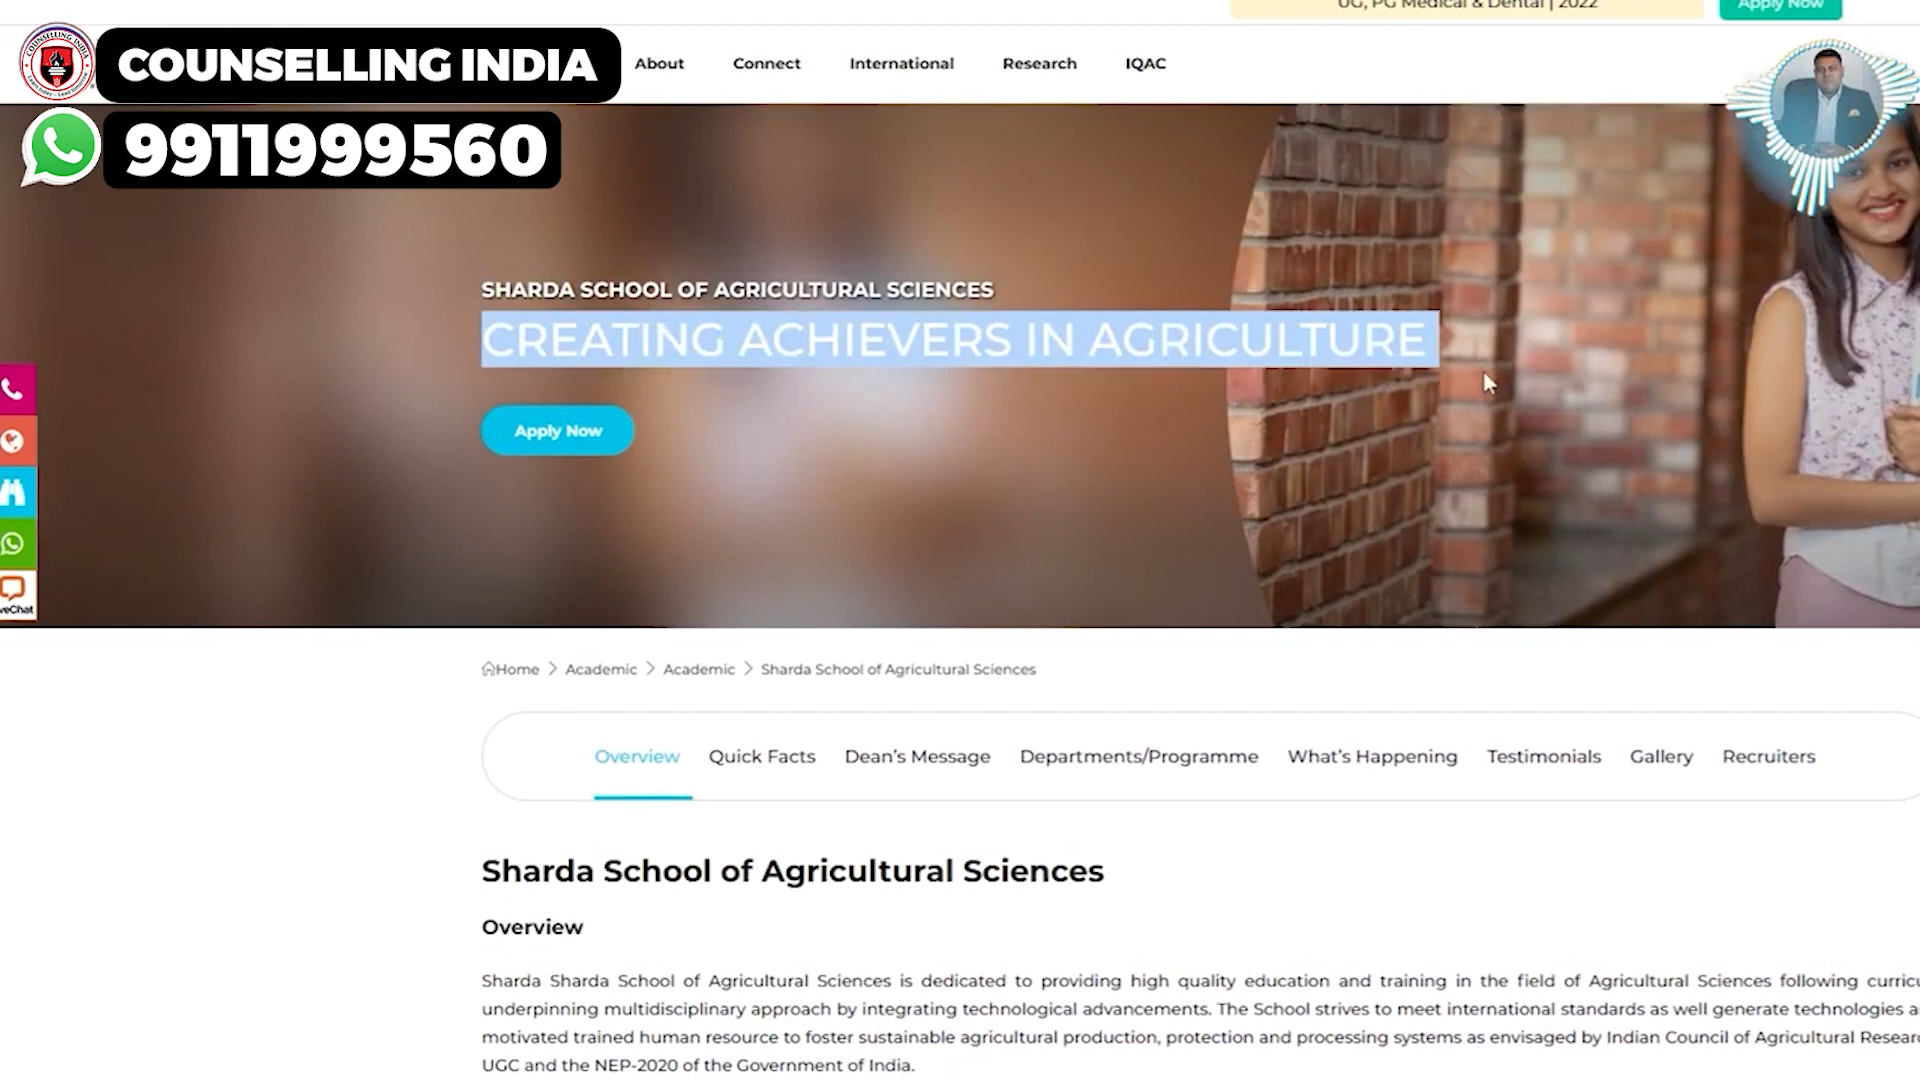 UG, PG Medical & Dental | 2022
Apply Now
COUNSELLING INDIA
About
Connect
International
Research
IQAC
COUNSELLING INDIA
9911999560
SHARDA SCHOOL OF AGRICULTURAL SCIENCES
CREATING ACHIEVERS IN AGRICULTURE
Apply Now
veChat
Home
Academic
Academic
Sharda School of Agricultural Sciences
Overview
Quick Facts
Dean's Message
Departments/Programme
What's Happening
Testimonials
Gallery
Recruiters
Sharda School of Agricultural Sciences
Overview
Sharda Sharda School of Agricultural Sciences is dedicated to providing high quality education and training in the field of Agricultural Sciences following curricu
underpinning multidisciplinary approach by integrating technological advancements. The School strives to meet international standards as well generate technologies a
motivated trained human resource to foster sustainable agricultural production, protection and processing systems as envisaged by Indian Council of Agricultural Resear
UGC and the NEP-2020 of the Government of India.